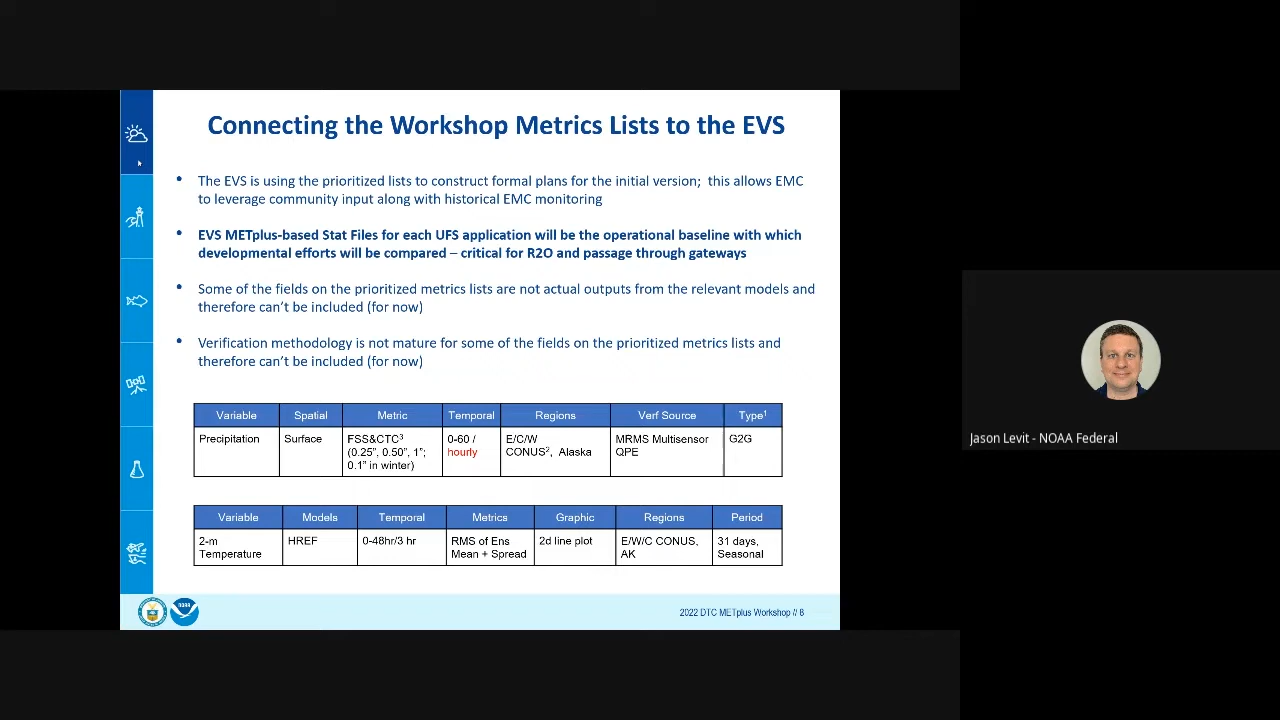 Connecting the Workshop Metrics Lists to the EVS
• The EVS is using the prioritized lists to construct formal plans for the initial version; this allows EMC
to leverage community input along with historical EMC monitoring
• EVS METplus-based Stat Files for each UFS application will be the operational baseline with which
developmental efforts will be compared – critical for R2O and passage through gateways
• Some of the fields on the prioritized metrics lists are not actual outputs from the relevant models and
therefore can't be included (for now)
• Verification methodology is not mature for some of the fields on the prioritized metrics lists and
therefore can't be included (for now)
Variable Spatial Metric Temporal Regions Verf Source Type¹
Precipitation Surface FSS&CTC³ 0-60 / E/C/W MRMS Multisensor G2G
(0.25", 0.50", 1"; hourly CONUS², Alaska QPE
0.1" in winter)
Variable Models Temporal Metrics Graphic Regions Period
2-m HREF 0-48hr/3 hr RMS of Ens 2d line plot E/W/C CONUS, 31 days,
Temperature Mean + Spread AK Seasonal
2022 DTC METplus Workshop // 8
Jason Levit - NOAA Federal